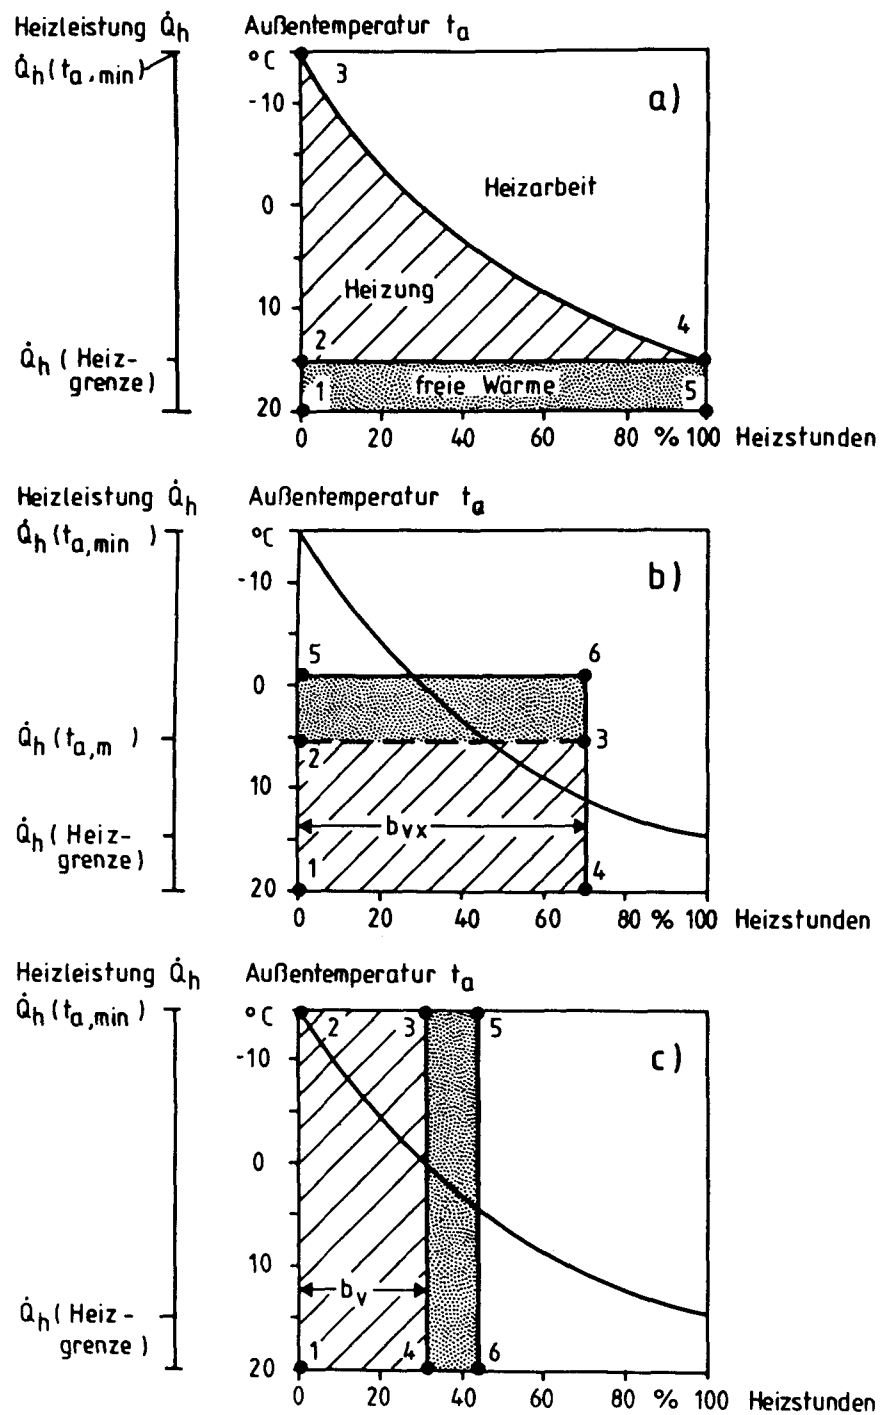 Heizleistung Q̇h Außentemperatur ta
Q̇h(ta,min) °C 3
-10 a)
Heizarbeit
0
Heizung
10
Q̇h (Heiz- 2 4
grenze) 1 freie Wärme 5
20
0 20 40 60 80 % 100 Heizstunden
Heizleistung Q̇h Außentemperatur ta
Q̇h(ta,min) °C
-10 b)
5 6
0
Q̇h(ta,m) 2 3
10
bvx
Q̇h(Heiz-
grenze) 1 4
20
0 20 40 60 80 % 100 Heizstunden
Heizleistung Q̇h Außentemperatur ta
Q̇h(ta,min) °C 2 3 5
-10 c)
0
10
bv
Q̇h(Heiz-
grenze) 1 4 6
20
0 20 40 60 80 % 100 Heizstunden